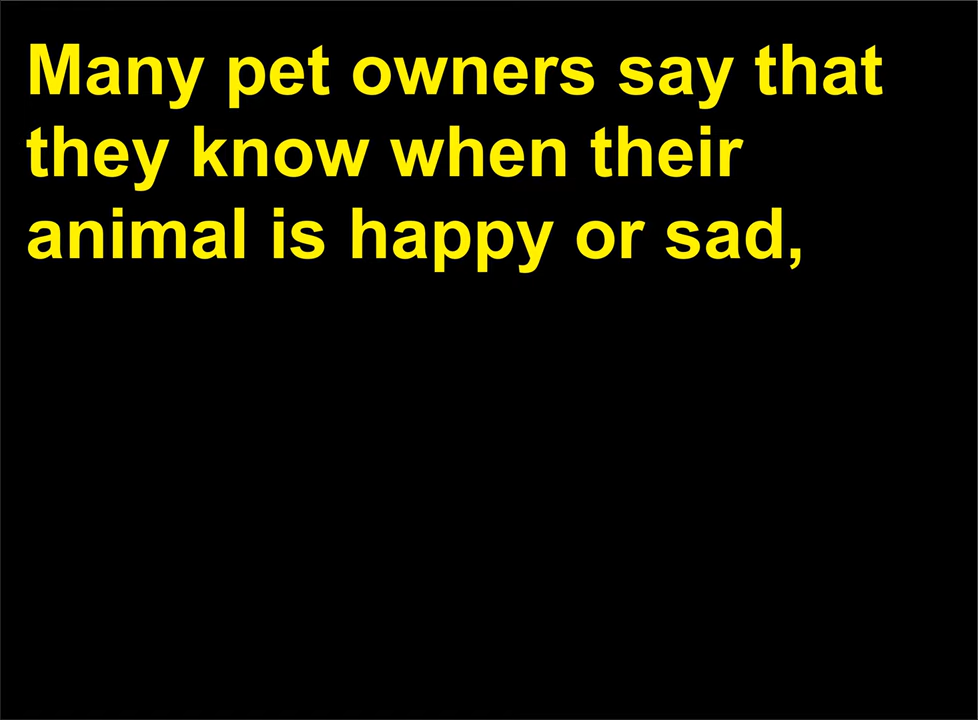 Many pet owners say that
they know when their
animal is happy or sad,